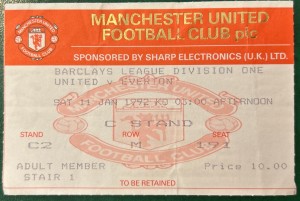 MANCHESTER UNITED
FOOTBALL CLUB plc
SPONSORED BY SHARP ELECTRONICS (U.K.) LTD.
BARCLAYS LEAGUE DIVISION ONE
UNITED v EVERTON
SAT 11 JAN 1992 KO 03:00 AFTERNOON
C STAND
STAND ROW SEAT
C2 M 171
ADULT MEMBER Price 10.00
STAIR 1
TO BE RETAINED